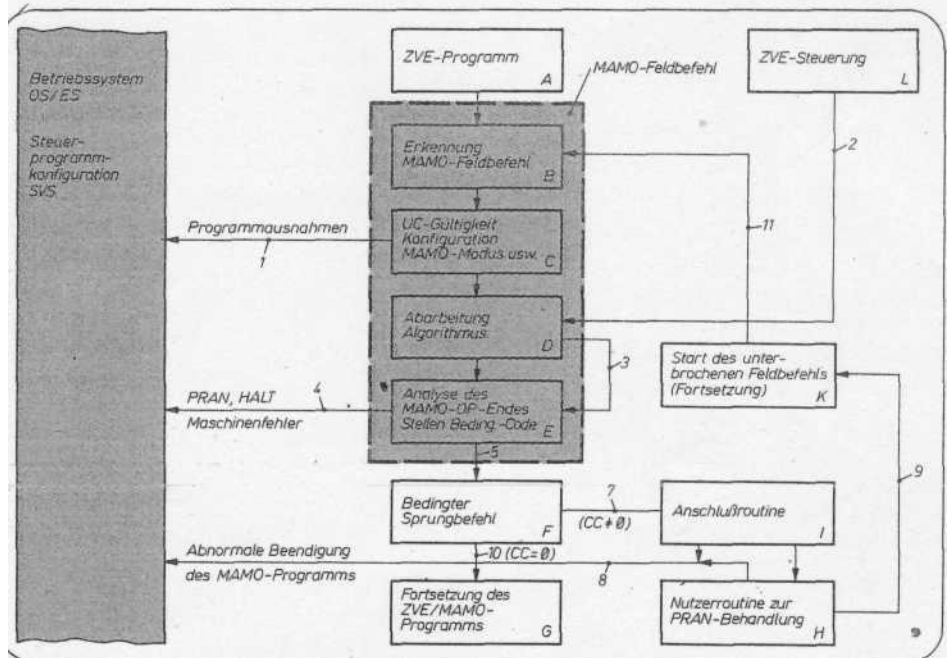 Betriebssystem
OS/ES
Steuer-
programm-
konfiguration
SVS
ZVE-Programm
A
MAMO-Feldbefehl
ZVE-Steuerung
L
2
Erkennung
MAMO-Feldbefehl
B
11
Programmausnahmen
1
UC-Gültigkeit
Konfiguration
MAMO-Modus usw.
C
Abarbeitung
Algorithmus
D
3
Start des unter-
brochenen Feldbefehls
(Fortsetzung)
K
PRAN, HALT
4
Maschinenfehler
Analyse des
MAMO-OP-Endes
Stellen Beding.-Code
E
5
9
Bedingter
Sprungbefehl
F
7
(CC≠0)
Anschlußroutine
I
10 (CC=0)
Abnormale Beendigung
des MAMO-Programms
8
Fortsetzung des
ZVE/MAMO-
Programms
G
Nutzerroutine zur
PRAN-Behandlung
H